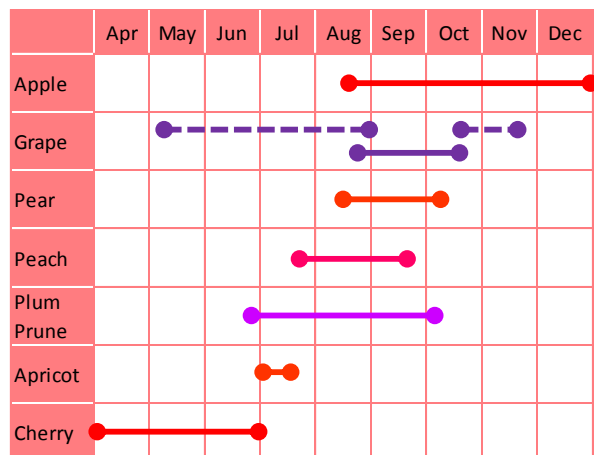 Apr May Jun Jul Aug Sep Oct Nov Dec
Apple
Grape
Pear
Peach
Plum
Prune
Apricot
Cherry